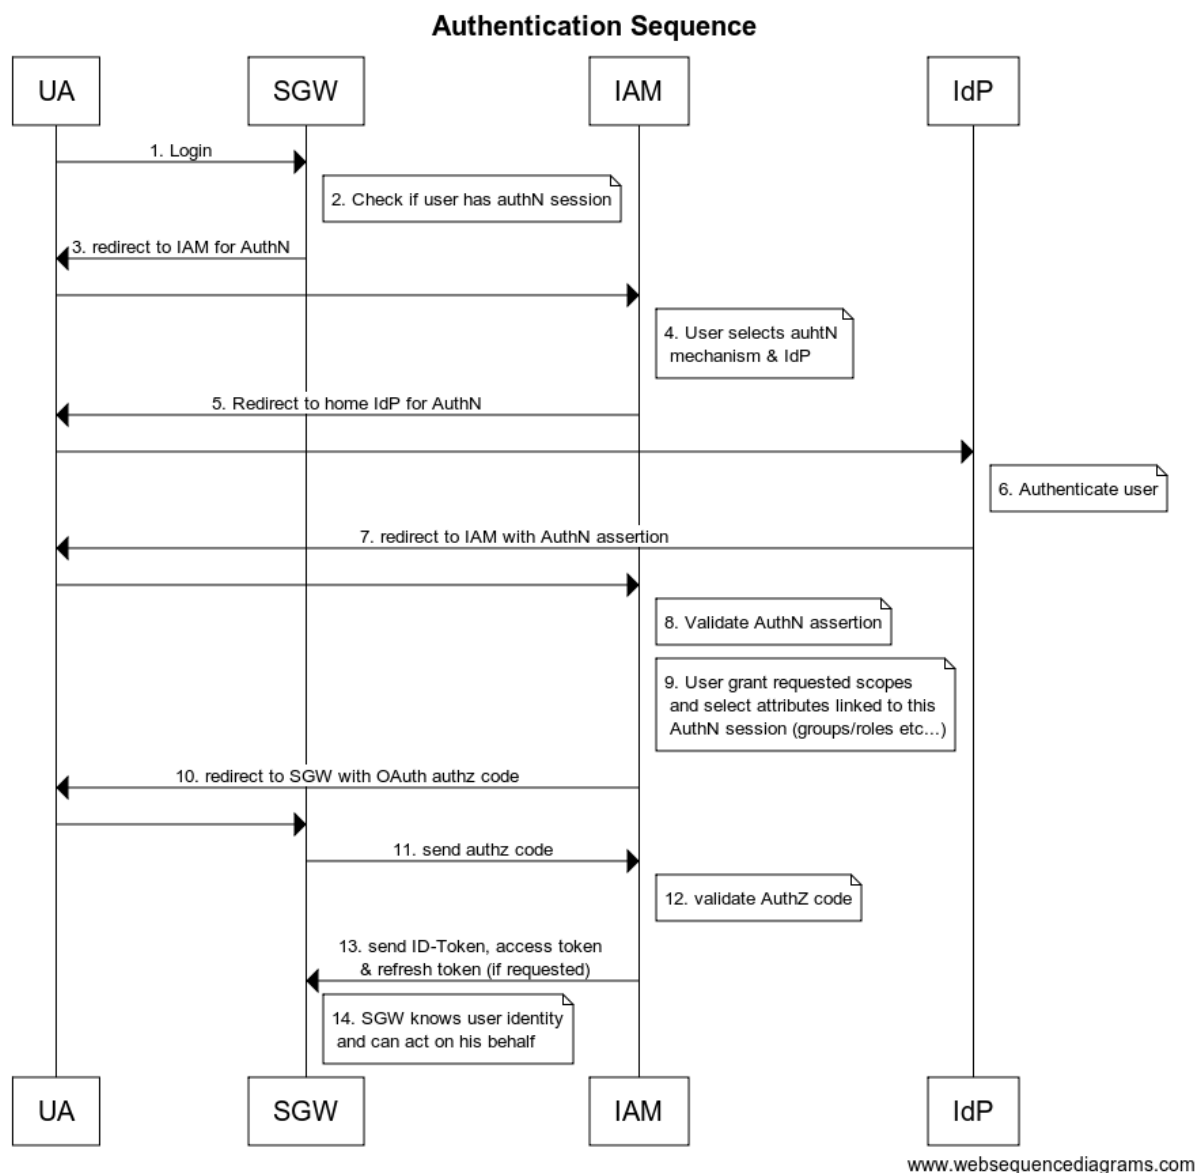 Authentication Sequence
UA
SGW
IAM
IdP
1. Login
2. Check if user has authN session
3. redirect to IAM for AuthN
4. User selects auhtN
mechanism & IdP
5. Redirect to home IdP for AuthN
6. Authenticate user
7. redirect to IAM with AuthN assertion
8. Validate AuthN assertion
9. User grant requested scopes
and select attributes linked to this
AuthN session (groups/roles etc...)
10. redirect to SGW with OAuth authz code
11. send authz code
12. validate AuthZ code
13. send ID-Token, access token
& refresh token (if requested)
14. SGW knows user identity
and can act on his behalf
UA
SGW
IAM
IdP
www.websequencediagrams.com